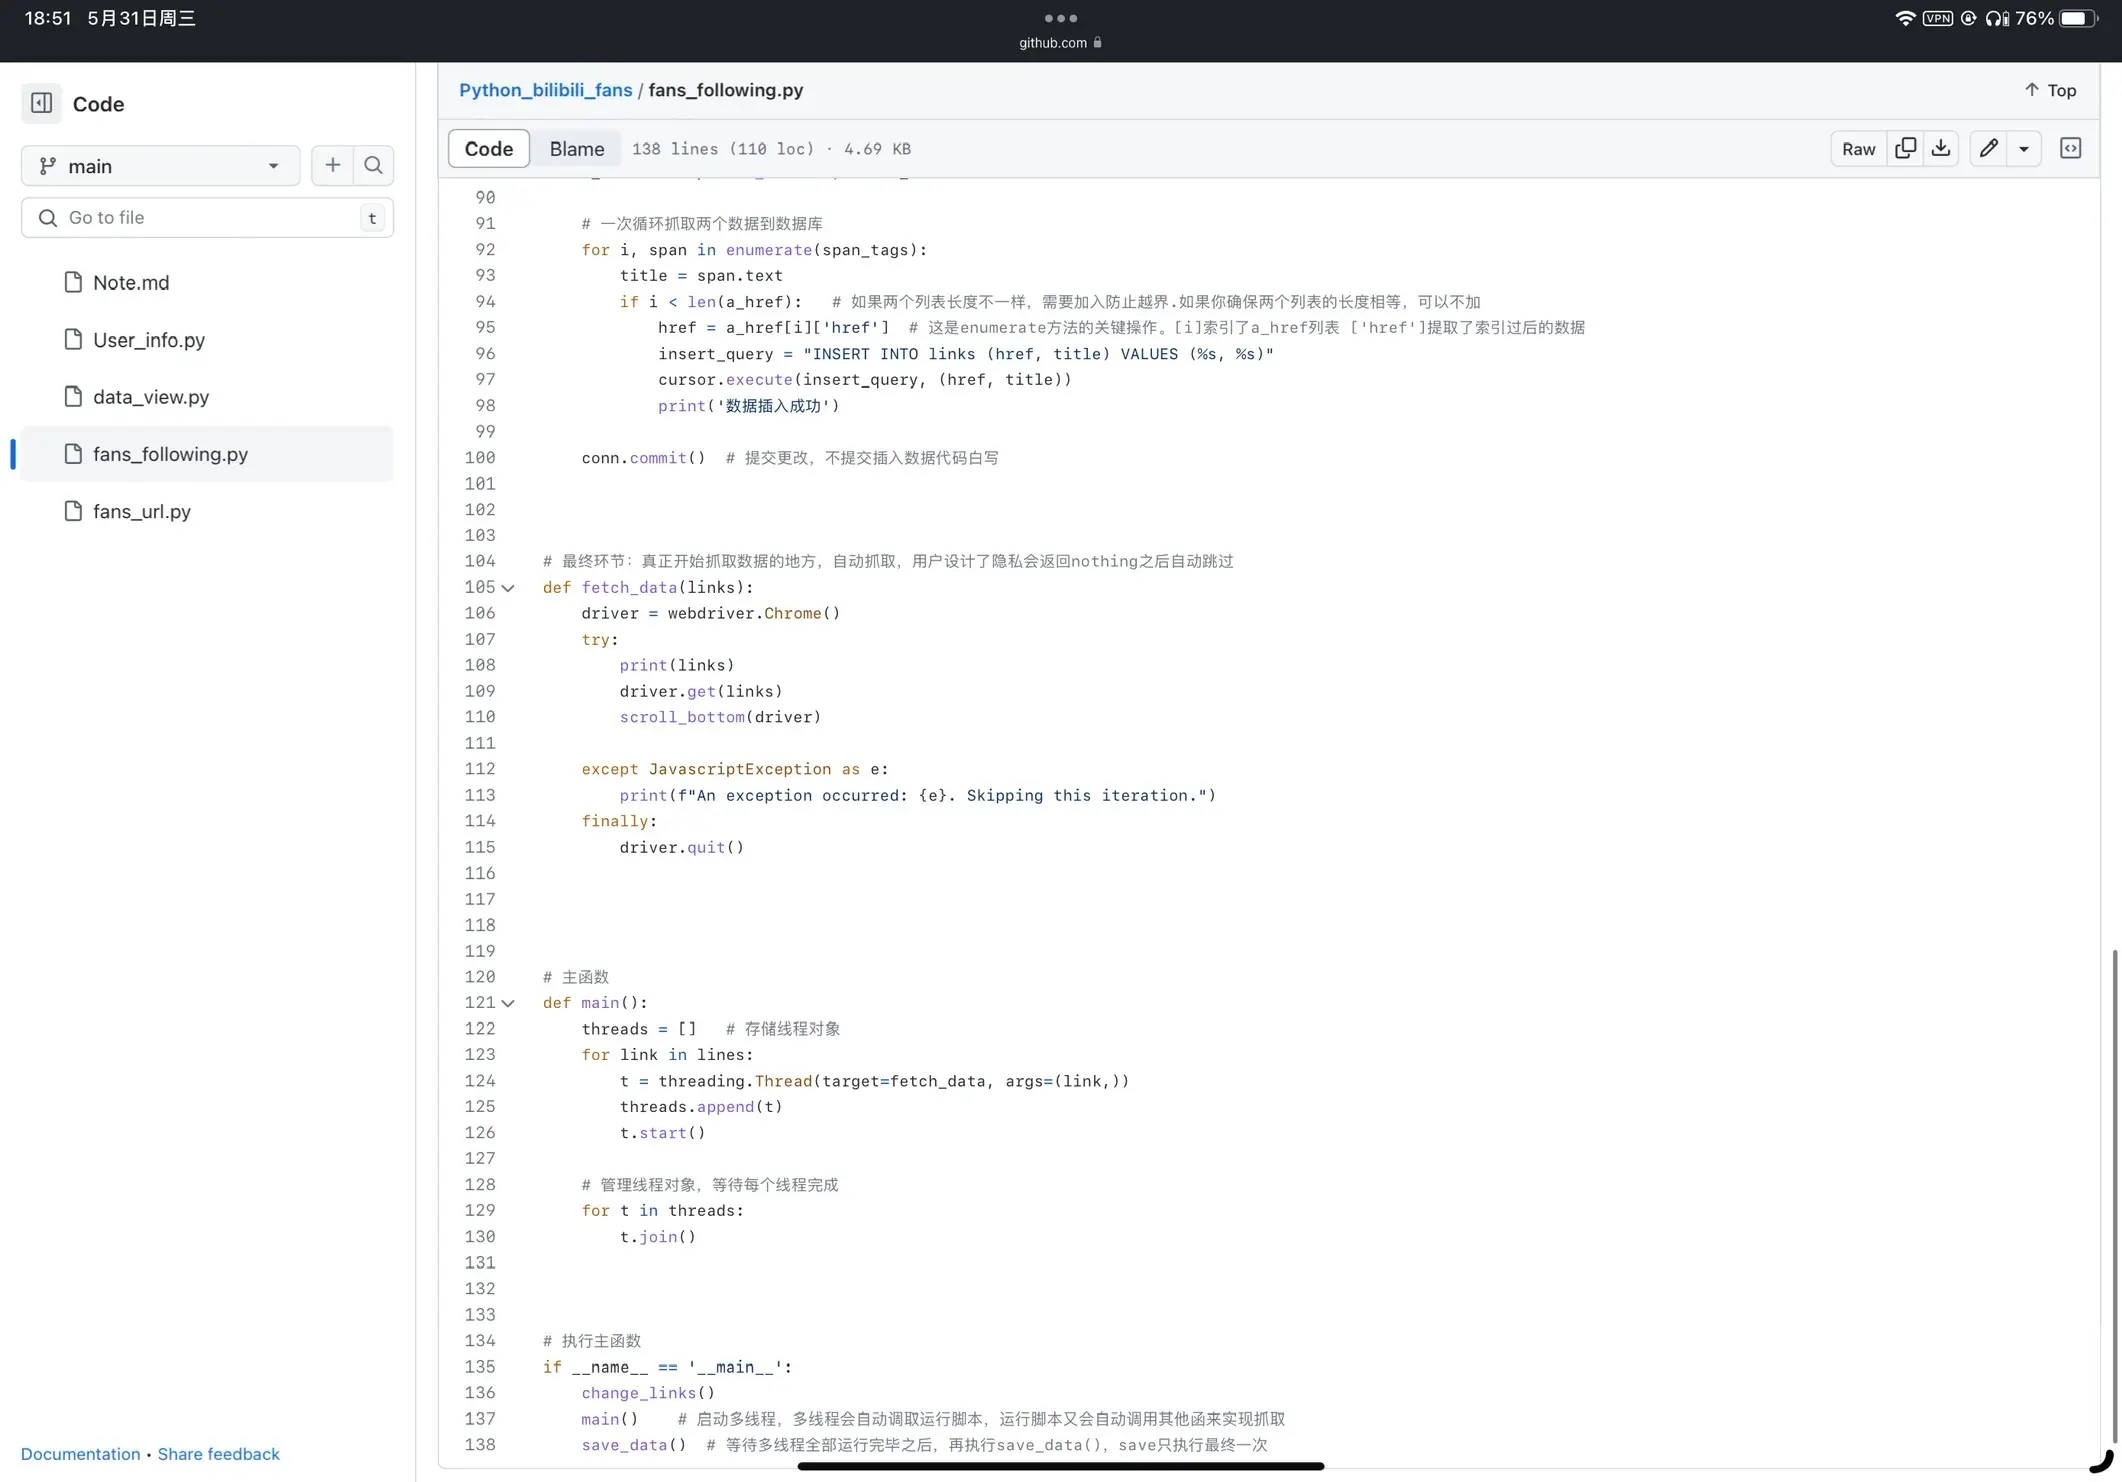 18:51 5月31日周三
github.com
VPN 76%
Code
main
Go to file t
Note.md
User_info.py
data_view.py
fans_following.py
fans_url.py
Documentation • Share feedback
Python_bilibili_fans / fans_following.py
Top
Code Blame 138 lines (110 loc) · 4.69 KB Raw
90
91 # 一次循环抓取两个数据到数据库
92 for i, span in enumerate(span_tags):
93 title = span.text
94 if i < len(a_href): # 如果两个列表长度不一样，需要加入防止越界.如果你确保两个列表的长度相等，可以不加
95 href = a_href[i]['href'] # 这是enumerate方法的关键操作。[i]索引了a_href列表 ['href']提取了索引过后的数据
96 insert_query = "INSERT INTO links (href, title) VALUES (%s, %s)"
97 cursor.execute(insert_query, (href, title))
98 print('数据插入成功')
99
100 conn.commit() # 提交更改，不提交插入数据代码白写
101
102
103
104 # 最终环节：真正开始抓取数据的地方，自动抓取，用户设计了隐私会返回nothing之后自动跳过
105 def fetch_data(links):
106 driver = webdriver.Chrome()
107 try:
108 print(links)
109 driver.get(links)
110 scroll_bottom(driver)
111
112 except JavascriptException as e:
113 print(f"An exception occurred: {e}. Skipping this iteration.")
114 finally:
115 driver.quit()
116
117
118
119
120 # 主函数
121 def main():
122 threads = [] # 存储线程对象
123 for link in lines:
124 t = threading.Thread(target=fetch_data, args=(link,))
125 threads.append(t)
126 t.start()
127
128 # 管理线程对象，等待每个线程完成
129 for t in threads:
130 t.join()
131
132
133
134 # 执行主函数
135 if __name__ == '__main__':
136 change_links()
137 main() # 启动多线程，多线程会自动调取运行脚本，运行脚本又会自动调用其他函来实现抓取
138 save_data() # 等待多线程全部运行完毕之后，再执行save_data()，save只执行最终一次